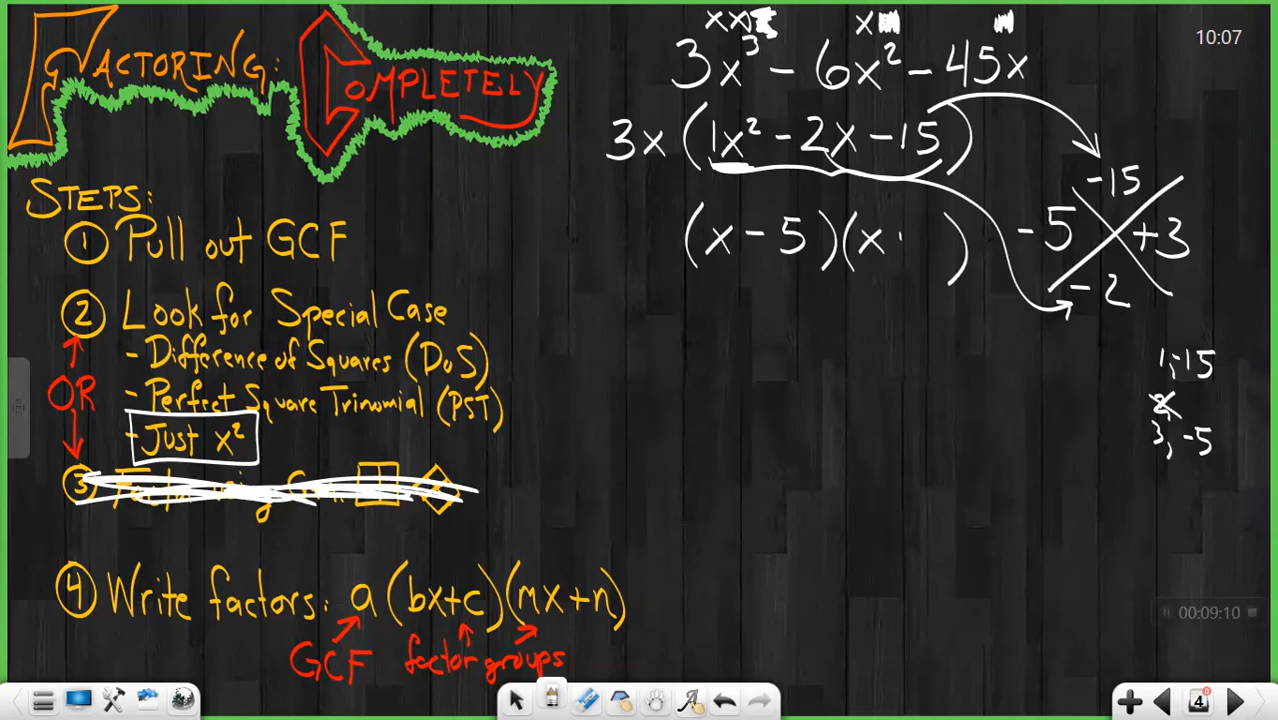 FACTORING: COMPLETELY
STEPS:
① Pull out GCF
② Look for Special Case
- Difference of Squares (DoS)
OR
- Perfect Square Trinomial (PST)
- Just x²
③
④ Write factors: a(bx+c)(mx+n)
GCF factor groups
xxx x
3x³ - 6x² - 45x
3x(1x² - 2x - 15)
(x - 5)(x )
-15
-5 +3
-2
1, -15
2
3, -5
10:07
00:09:10
4